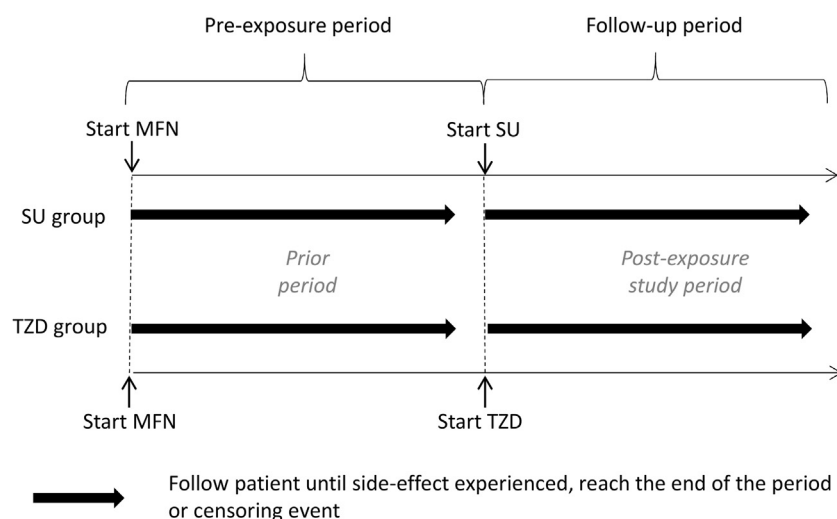 Pre-exposure period
Follow-up period
Start MFN
Start SU
SU group
Prior
period
Post-exposure
study period
TZD group
Start MFN
Start TZD
Follow patient until side-effect experienced, reach the end of the period
or censoring event